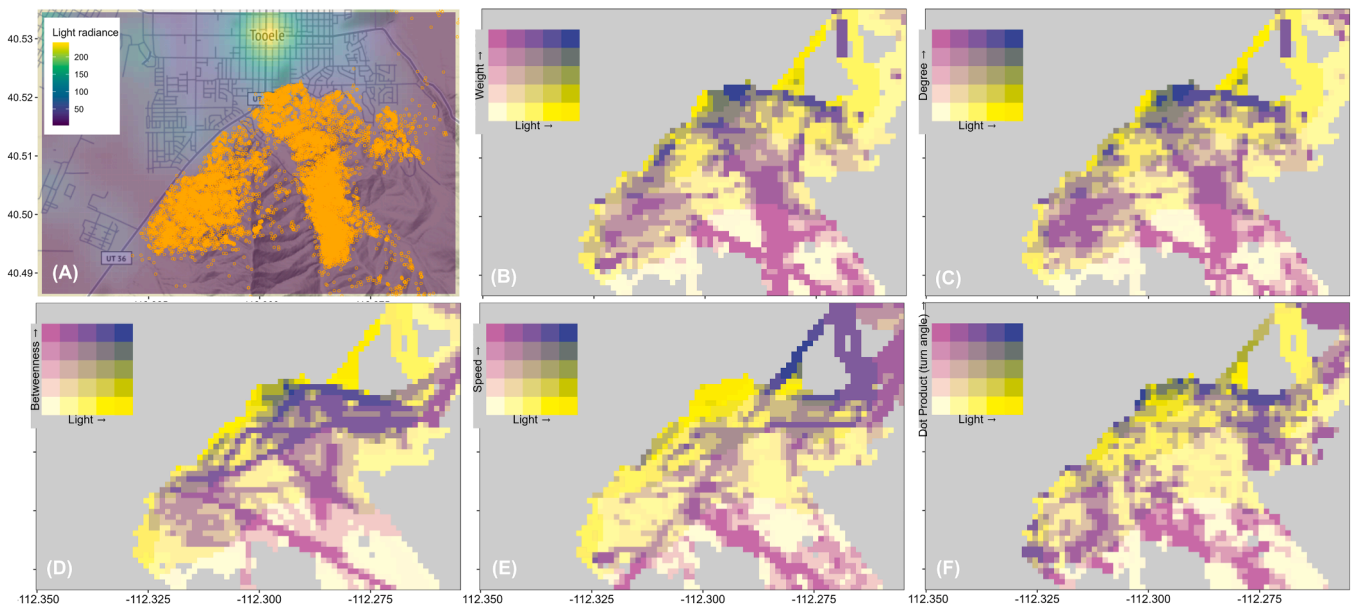 Light radiance
200
150
100
50
40.53
40.52
40.51
40.50
40.49
Tooele
UT
UT 36
(A)
Weight →
Light →
(B)
Degree →
Light →
(C)
Betweenness →
Light →
(D)
Speed →
Light →
(E)
Dot Product (turn angle) →
Light →
(F)
-112.350 -112.325 -112.300 -112.275
-112.350 -112.325 -112.300 -112.275
-112.350 -112.325 -112.300 -112.275